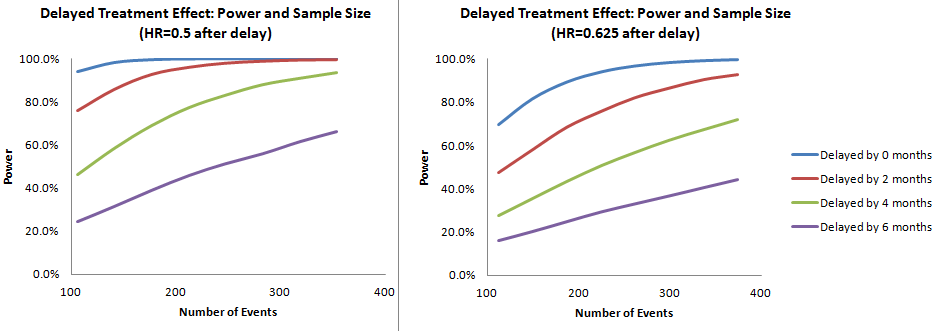 Delayed Treatment Effect: Power and Sample Size
(HR=0.5 after delay)
100.0%
80.0%
60.0%
40.0%
20.0%
0.0%
Power
100
200
300
400
Number of Events
Delayed Treatment Effect: Power and Sample Size
(HR=0.625 after delay)
100.0%
80.0%
60.0%
40.0%
20.0%
0.0%
Power
100
200
300
400
Number of Events
Delayed by 0 months
Delayed by 2 months
Delayed by 4 months
Delayed by 6 months